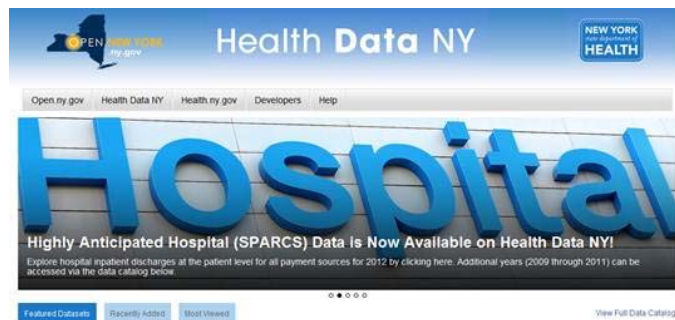 OPEN NEW YORK
.ny.gov
Health Data NY
NEW YORK
state department of
HEALTH
Open.ny.gov Health Data NY Health.ny.gov Developers Help
Hospital
Highly Anticipated Hospital (SPARCS) Data is Now Available on Health Data NY!
Explore hospital inpatient discharges at the patient level for all payment sources for 2012 by clicking here. Additional years (2009 through 2011) can be
accessed via the data catalog below.
Featured Datasets Recently Added Most Viewed View Full Data Catalog